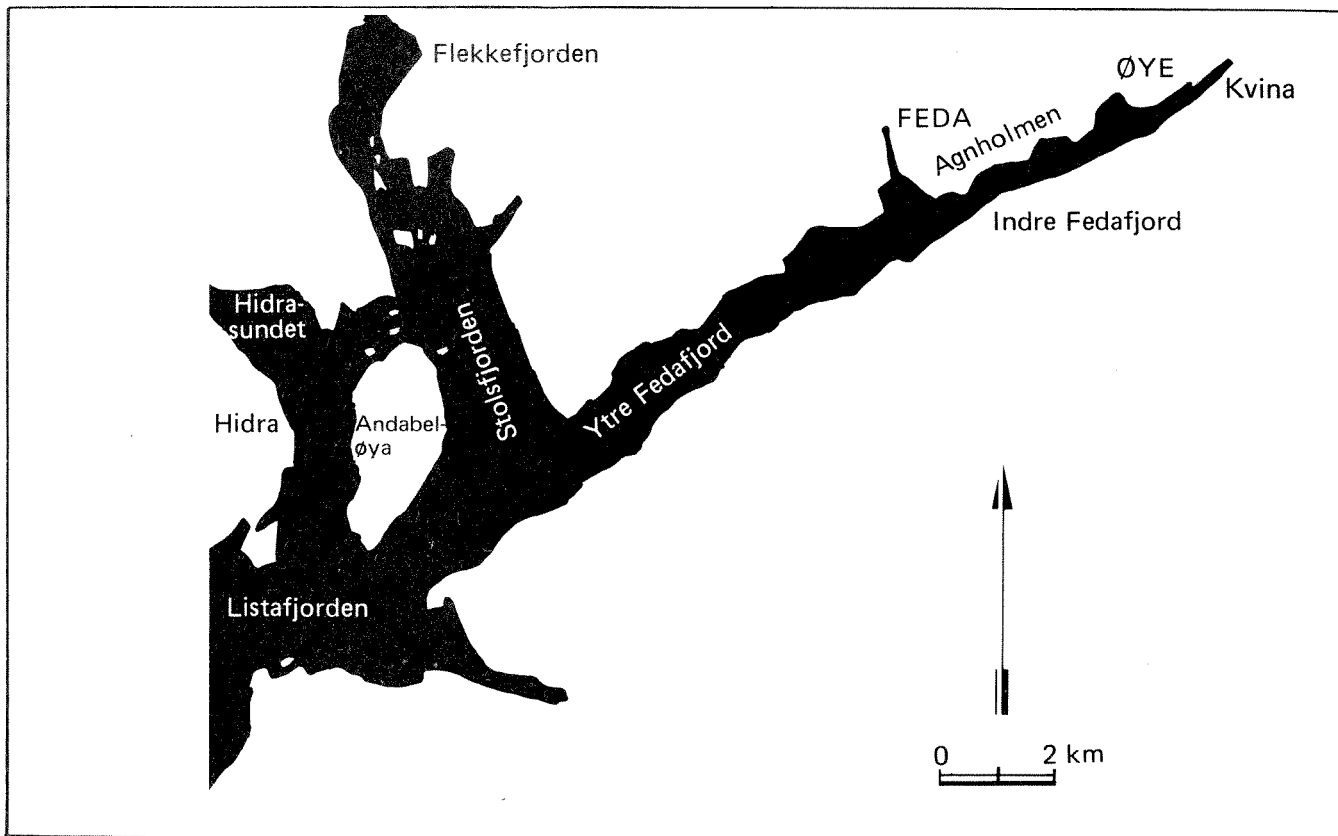 Flekkefjorden
ØYE
Kvina
FEDA
Agnholmen
Indre Fedafjord
Hidra-
sundet
Stolsfjorden
Ytre Fedafjord
Hidra
Andabel-
øya
Listafjorden
0 2 km